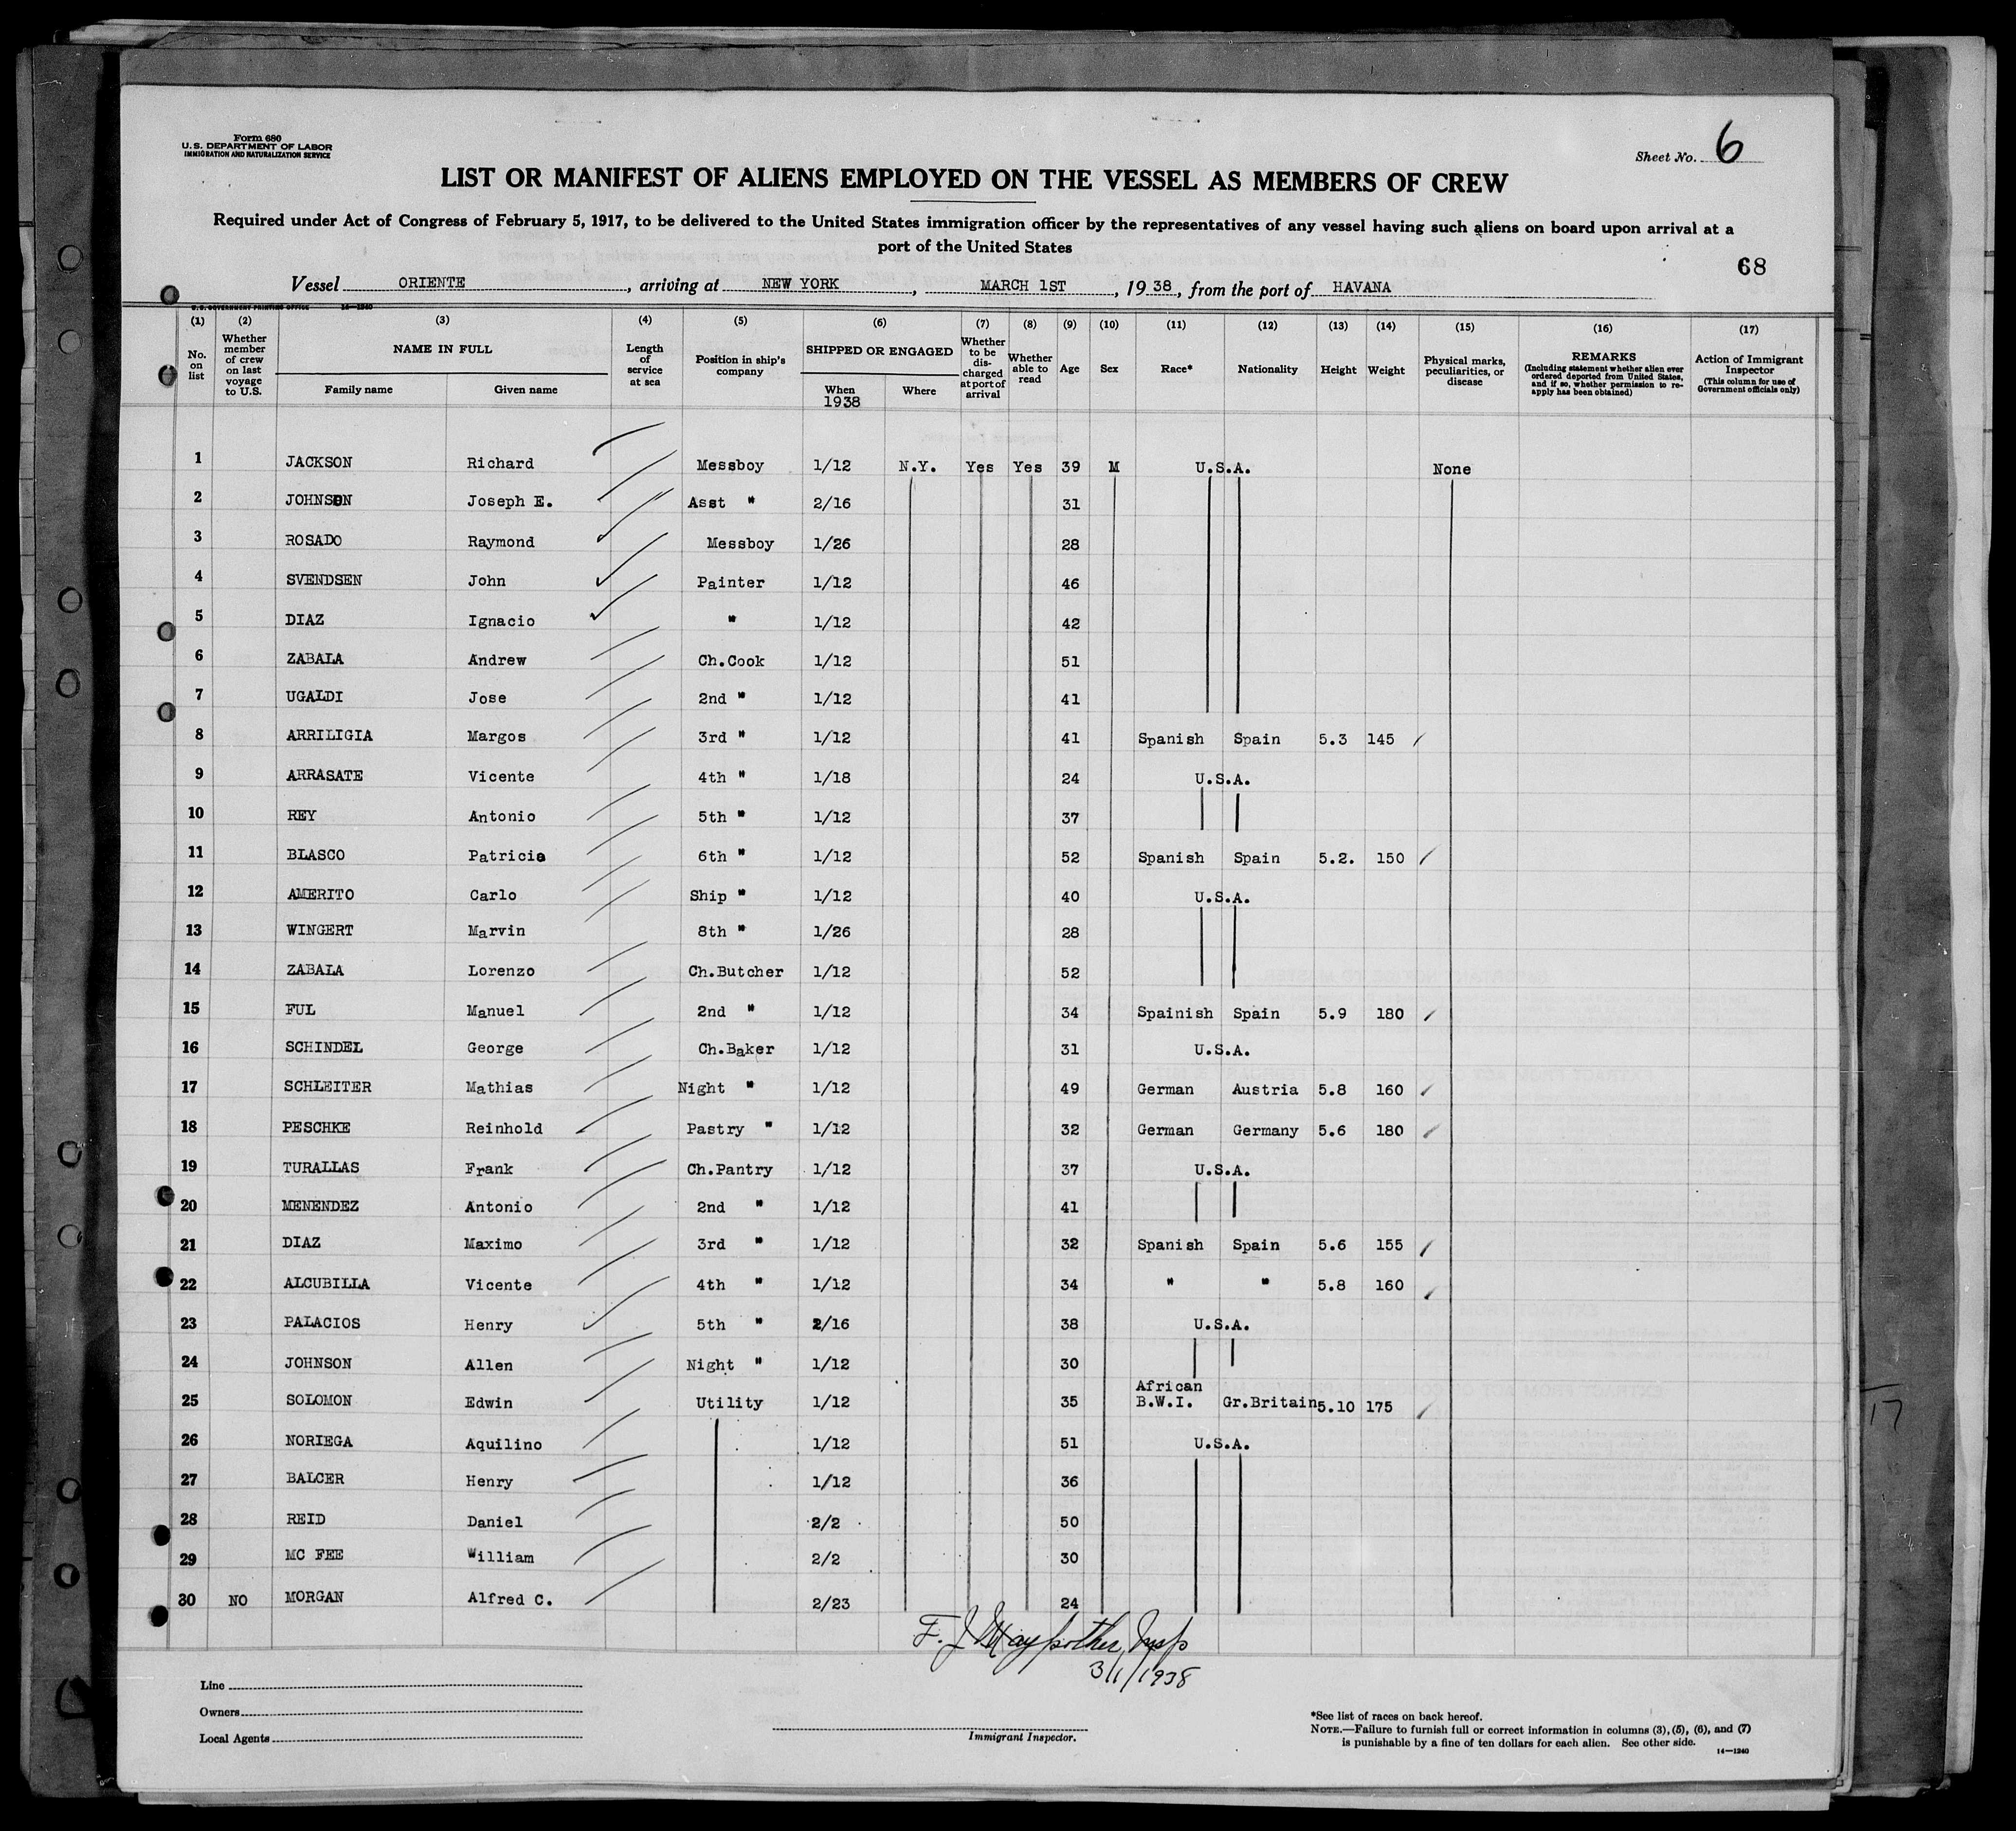 Form 680
U. S. DEPARTMENT OF LABOR
IMMIGRATION AND NATURALIZATION SERVICE
Sheet No. 6
LIST OR MANIFEST OF ALIENS EMPLOYED ON THE VESSEL AS MEMBERS OF CREW
Required under Act of Congress of February 5, 1917, to be delivered to the United States immigration officer by the representatives of any vessel having such aliens on board upon arrival at a
port of the United States
68
Vessel ORIENTE, arriving at NEW YORK, MARCH 1ST, 19 38, from the port of HAVANA
U. S. GOVERNMENT PRINTING OFFICE 14—1240
(1) (2) (3) (4) (5) (6) (7) (8) (9) (10) (11) (12) (13) (14) (15) (16) (17)
No. on list
Whether member of crew on last voyage to U.S.
NAME IN FULL
Family name Given name
Length of service at sea
Position in ship's company
SHIPPED OR ENGAGED
When 1938 Where
Whether to be discharged at port of arrival
Whether able to read
Age Sex Race* Nationality Height Weight
Physical marks, peculiarities, or disease
REMARKS
(Including statement whether alien ever ordered deported from United States, and if so, whether permission to re-apply has been obtained)
Action of Immigrant Inspector
(This column for use of Government officials only)
1 JACKSON Richard Messboy 1/12 N.Y. Yes Yes 39 M U.S.A. None
2 JOHNSON Joseph E. Asst " 2/16 31
3 ROSADO Raymond Messboy 1/26 28
4 SVENDSEN John Painter 1/12 46
5 DIAZ Ignacio " 1/12 42
6 ZABALA Andrew Ch.Cook 1/12 51
7 UGALDI Jose 2nd " 1/12 41
8 ARRILIGIA Margos 3rd " 1/12 41 Spanish Spain 5.3 145
9 ARRASATE Vicente 4th " 1/18 24 U.S.A.
10 REY Antonio 5th " 1/12 37
11 BLASCO Patricio 6th " 1/12 52 Spanish Spain 5.2. 150
12 AMERITO Carlo Ship " 1/12 40 U.S.A.
13 WINGERT Marvin 8th " 1/26 28
14 ZABALA Lorenzo Ch.Butcher 1/12 52
15 FUL Manuel 2nd " 1/12 34 Spainish Spain 5.9 180
16 SCHINDEL George Ch.Baker 1/12 31 U.S.A.
17 SCHLEITER Mathias Night " 1/12 49 German Austria 5.8 160
18 PESCHKE Reinhold Pastry " 1/12 32 German Germany 5.6 180
19 TURALLAS Frank Ch.Pantry 1/12 37 U.S.A.
20 MENENDEZ Antonio 2nd " 1/12 41
21 DIAZ Maximo 3rd " 1/12 32 Spanish Spain 5.6 155
22 ALCUBILLA Vicente 4th " 1/12 34 " " 5.8 160
23 PALACIOS Henry 5th " 2/16 38 U.S.A.
24 JOHNSON Allen Night " 1/12 30
25 SOLOMON Edwin Utility 1/12 35 African B.W.I. Gr.Britain 5.10 175
26 NORIEGA Aquilino 1/12 51 U.S.A.
27 BALCER Henry 1/12 36
28 REID Daniel 2/2 50
29 MC FEE William 2/2 30
30 NO MORGAN Alfred C. 2/23 24
F. J. Insp
3/1/1938
17
Line
Owners
Local Agents
Immigrant Inspector.
*See list of races on back hereof.
NOTE.—Failure to furnish full or correct information in columns (3), (5), (6), and (7)
is punishable by a fine of ten dollars for each alien. See other side.
14—1240